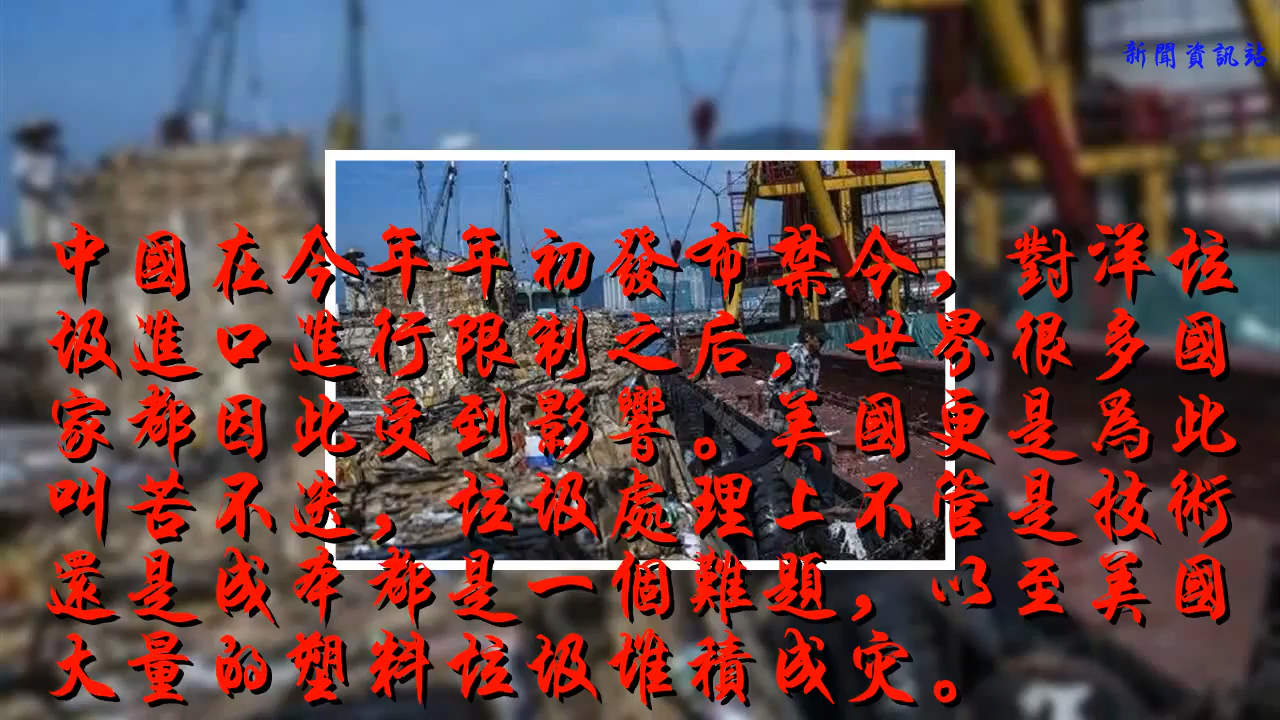 新聞資訊站
中國在今年年初發布禁令，對洋垃
圾進口進行限制之后，世界很多國
家都因此受到影響。美國更是為此
叫苦不迭，垃圾處理上不管是技術
還是成本都是一個難題，以至美國
大量的塑料垃圾堆積成災。